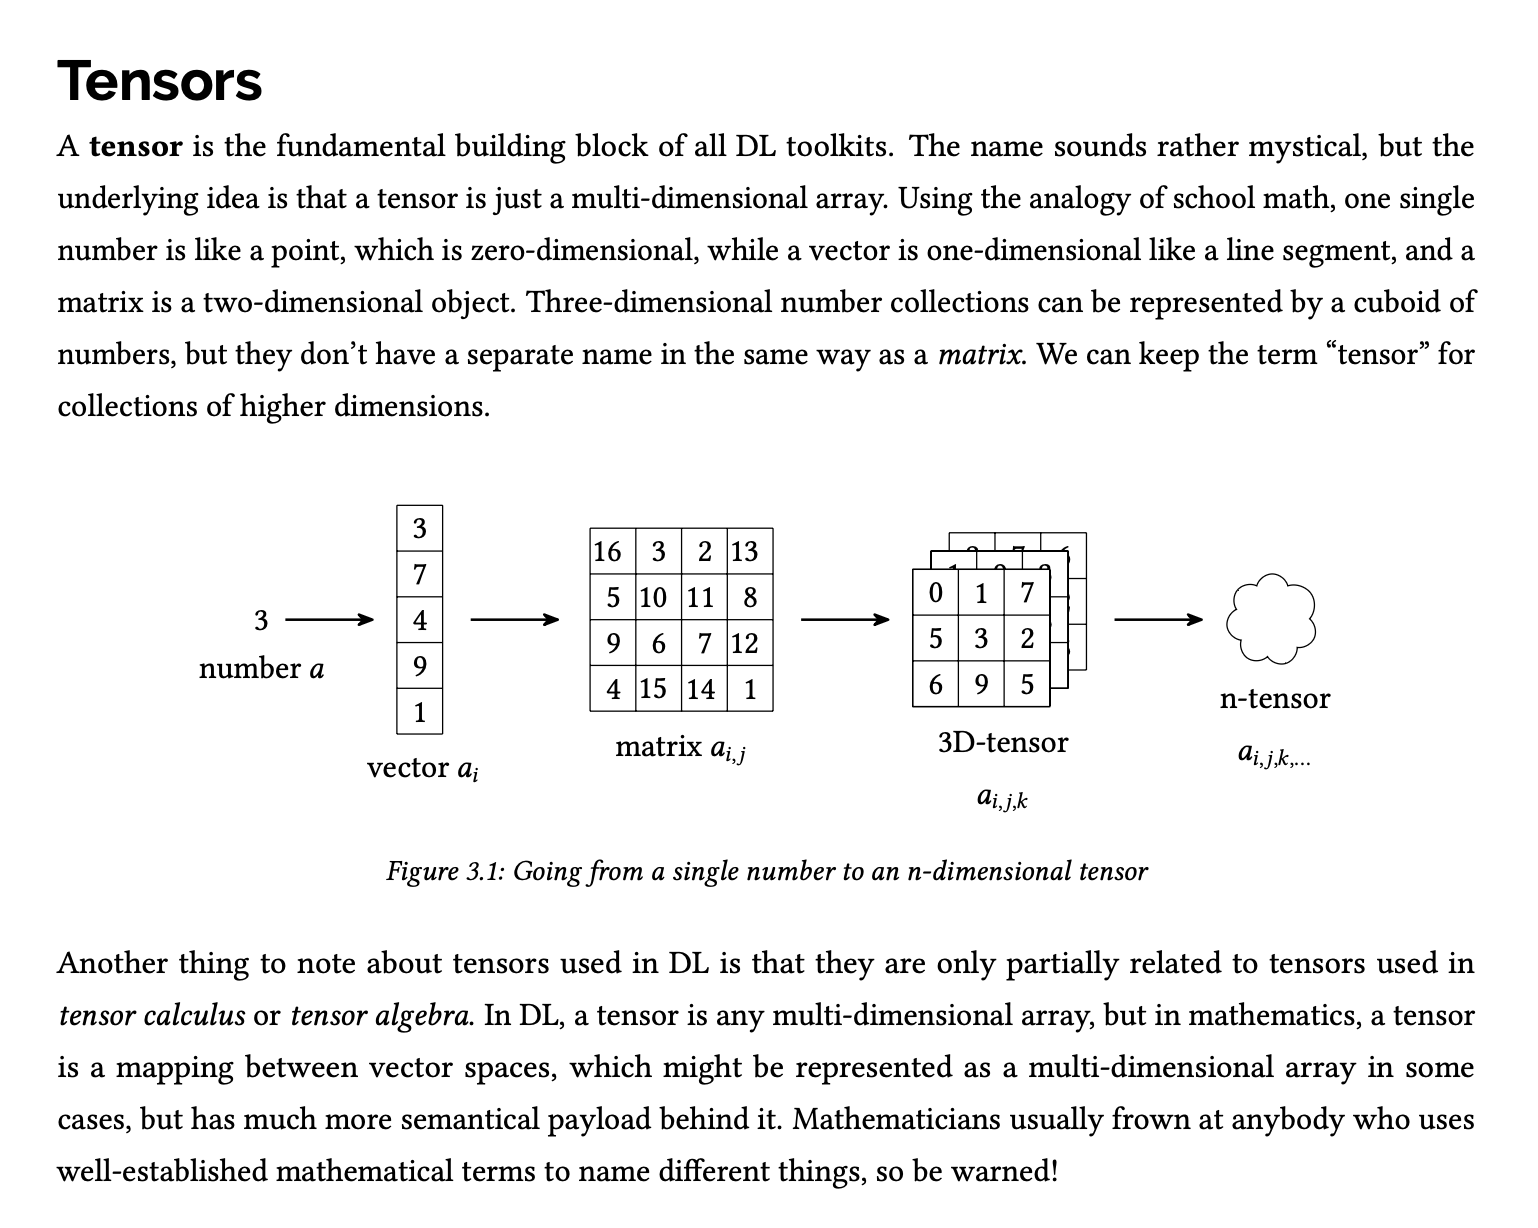 Tensors
A tensor is the fundamental building block of all DL toolkits. The name sounds rather mystical, but the
underlying idea is that a tensor is just a multi-dimensional array. Using the analogy of school math, one single
number is like a point, which is zero-dimensional, while a vector is one-dimensional like a line segment, and a
matrix is a two-dimensional object. Three-dimensional number collections can be represented by a cuboid of
numbers, but they don’t have a separate name in the same way as a matrix. We can keep the term “tensor” for
collections of higher dimensions.
3
number a
3
7
4
9
1
vector a_i
16 3 2 13
5 10 11 8
9 6 7 12
4 15 14 1
matrix a_{i,j}
0 1 7
5 3 2
6 9 5
3D-tensor
a_{i,j,k}
n-tensor
a_{i,j,k,...}
Figure 3.1: Going from a single number to an n-dimensional tensor
Another thing to note about tensors used in DL is that they are only partially related to tensors used in
tensor calculus or tensor algebra. In DL, a tensor is any multi-dimensional array, but in mathematics, a tensor
is a mapping between vector spaces, which might be represented as a multi-dimensional array in some
cases, but has much more semantical payload behind it. Mathematicians usually frown at anybody who uses
well-established mathematical terms to name different things, so be warned!